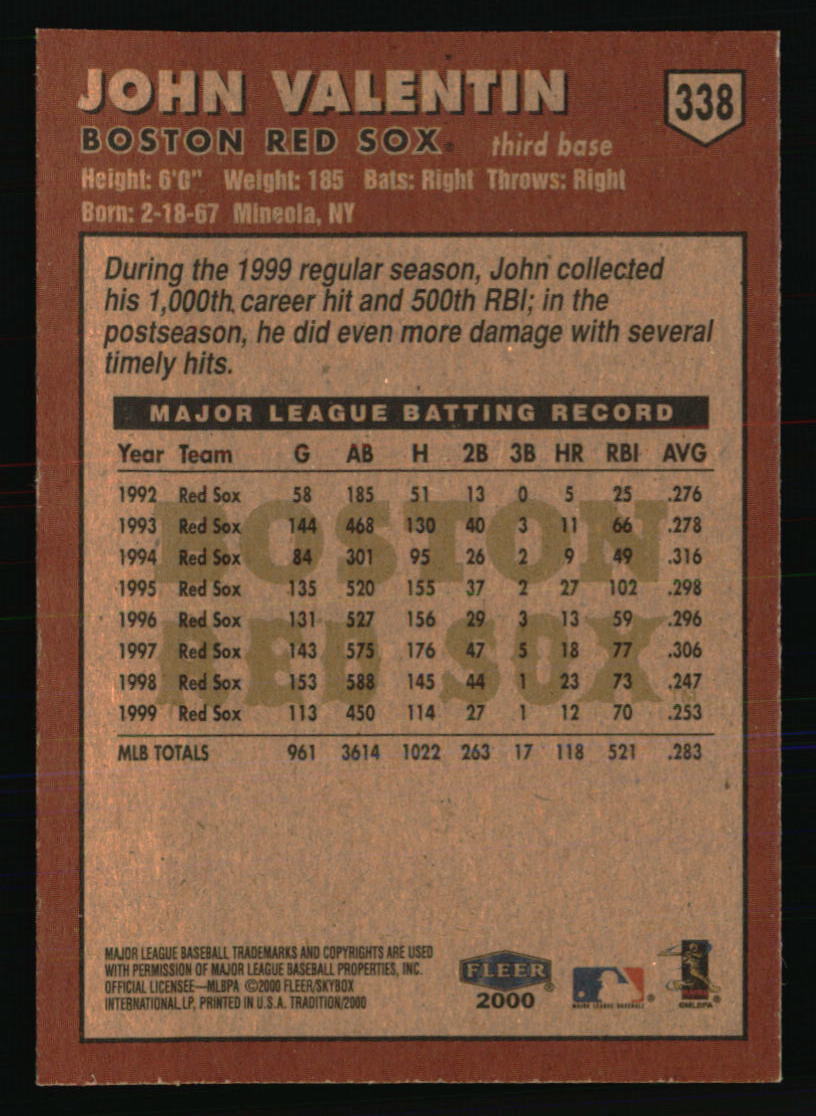 JOHN VALENTIN
338
BOSTON RED SOX third base
Height: 6'0" Weight: 185 Bats: Right Throws: Right
Born: 2-18-67 Mineola, NY
During the 1999 regular season, John collected
his 1,000th career hit and 500th RBI; in the
postseason, he did even more damage with several
timely hits.
MAJOR LEAGUE BATTING RECORD
Year Team G AB H 2B 3B HR RBI AVG
1992 Red Sox 58 185 51 13 0 5 25 .276
1993 Red Sox 144 468 130 40 3 11 66 .278
1994 Red Sox 84 301 95 26 2 9 49 .316
1995 Red Sox 135 520 155 37 2 27 102 .298
1996 Red Sox 131 527 156 29 3 13 59 .296
1997 Red Sox 143 575 176 47 5 18 77 .306
1998 Red Sox 153 588 145 44 1 23 73 .247
1999 Red Sox 113 450 114 27 1 12 70 .253
MLB TOTALS 961 3614 1022 263 17 118 521 .283
BOSTON
RED SOX
MAJOR LEAGUE BASEBALL TRADEMARKS AND COPYRIGHTS ARE USED
WITH PERMISSION OF MAJOR LEAGUE BASEBALL PROPERTIES, INC.
OFFICIAL LICENSEE—MLBPA ©2000 FLEER/SKYBOX
INTERNATIONAL LP, PRINTED IN U.S.A. TRADITION/2000
FLEER
2000
MAJOR LEAGUE BASEBALL
©MLBPA